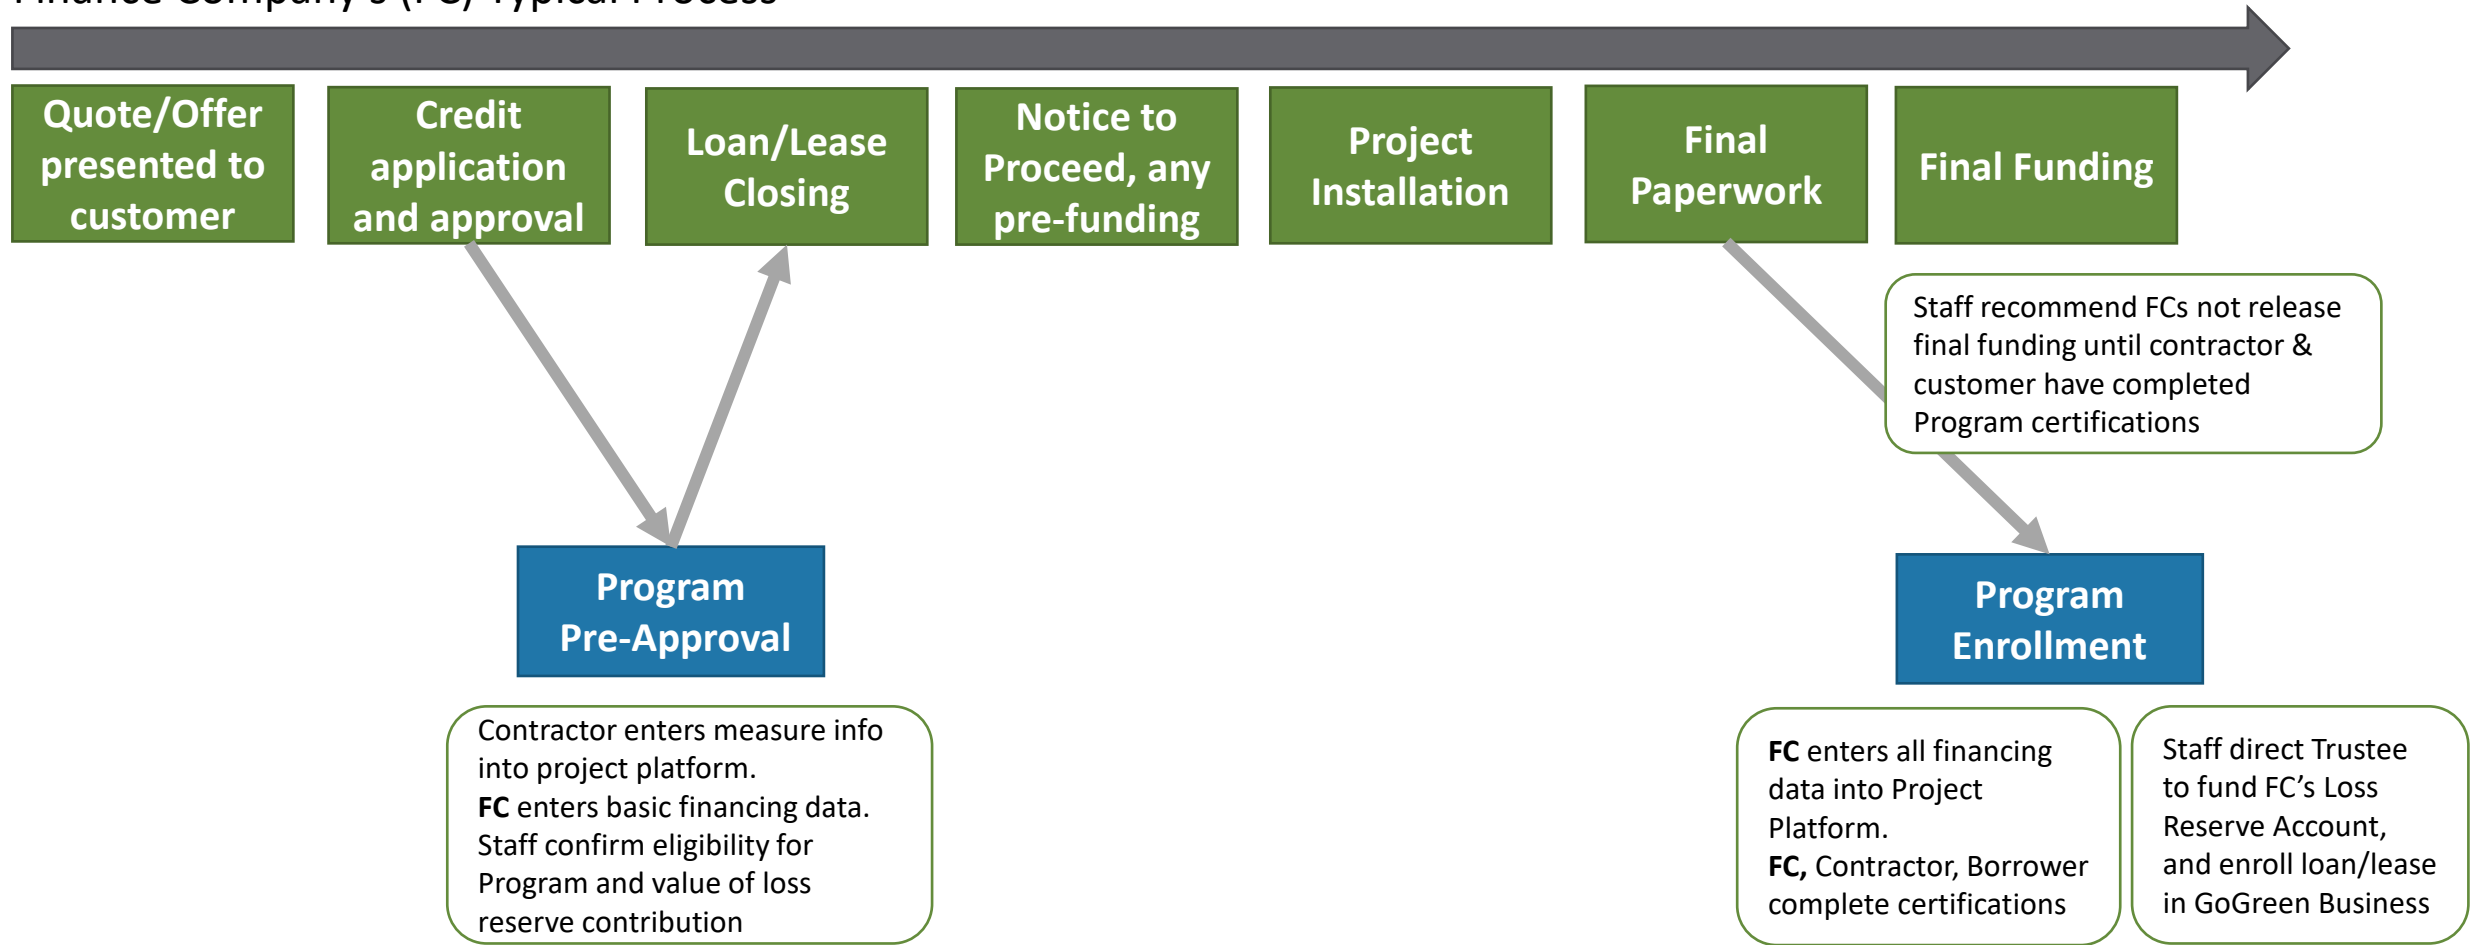 Finance Company's (FC) Typical Process
Quote/Offer
presented to
customer
Credit
application
and approval
Loan/Lease
Closing
Notice to
Proceed, any
pre-funding
Project
Installation
Final
Paperwork
Final Funding
Staff recommend FCs not release
final funding until contractor &
customer have completed
Program certifications
Program
Pre-Approval
Program
Enrollment
Contractor enters measure info
into project platform.
FC enters basic financing data.
Staff confirm eligibility for
Program and value of loss
reserve contribution
FC enters all financing
data into Project
Platform.
FC, Contractor, Borrower
complete certifications
Staff direct Trustee
to fund FC’s Loss
Reserve Account,
and enroll loan/lease
in GoGreen Business